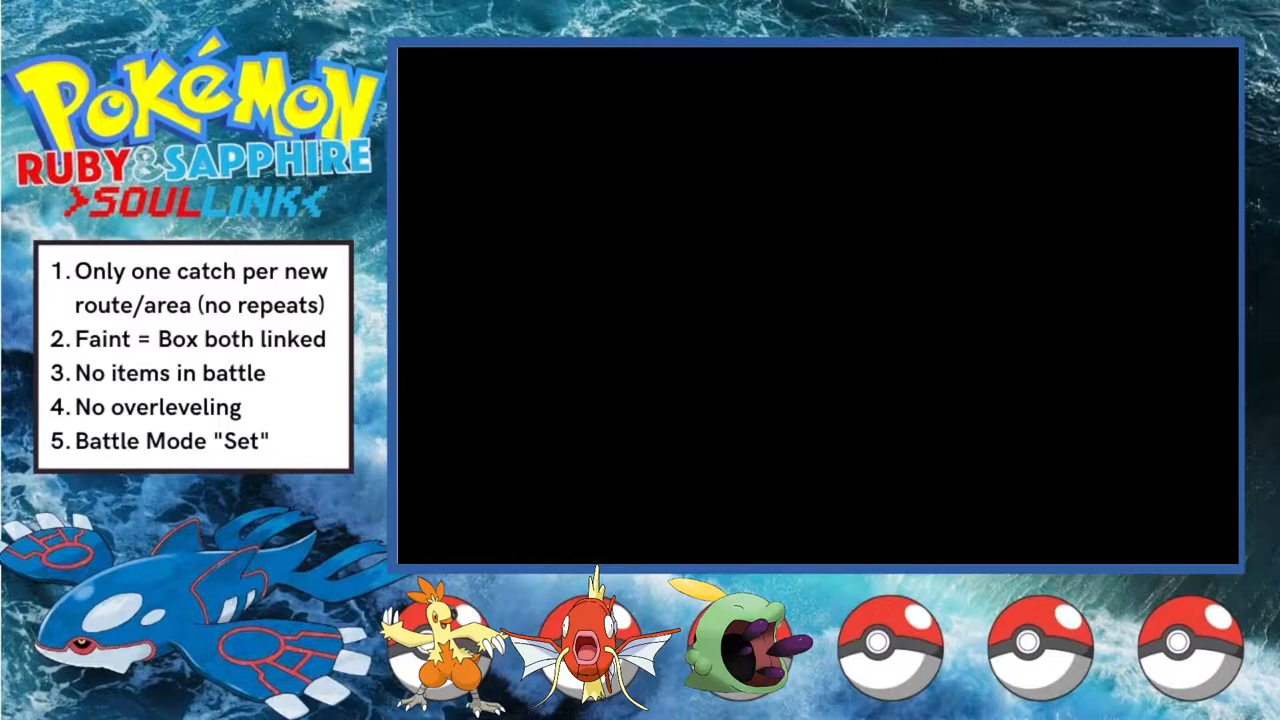 POKéMON
RUBY&SAPPHIRE
>SOULLINK<
1. Only one catch per new
route/area (no repeats)
2. Faint = Box both linked
3. No items in battle
4. No overleveling
5. Battle Mode "Set"